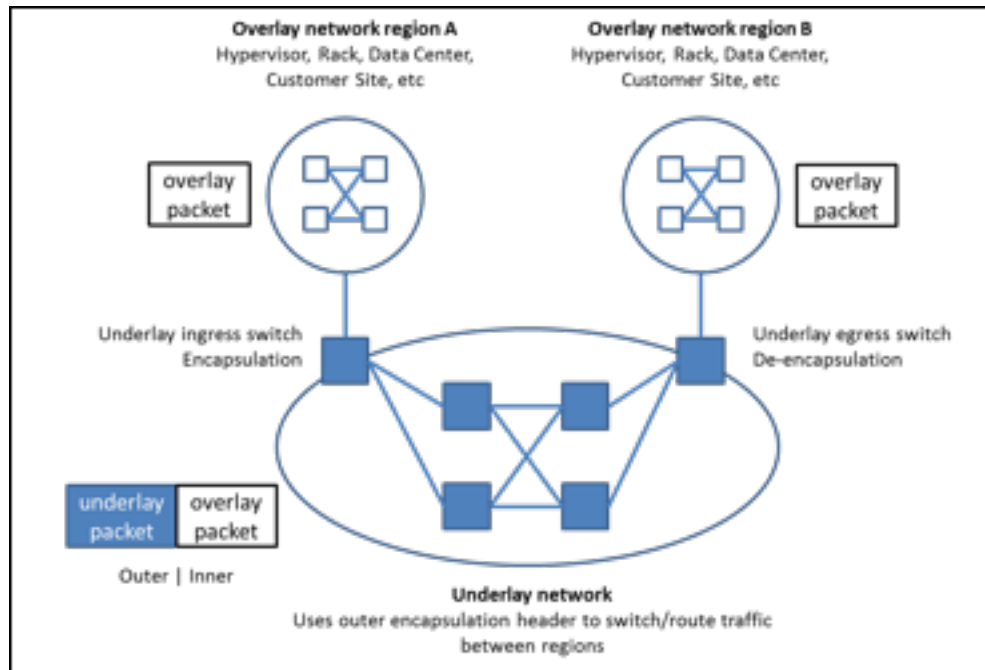 Overlay network region A
Hypervisor, Rack, Data Center,
Customer Site, etc
Overlay network region B
Hypervisor, Rack, Data Center,
Customer Site, etc
overlay
packet
overlay
packet
Underlay ingress switch
Encapsulation
Underlay egress switch
De-encapsulation
underlay
packet
overlay
packet
Outer | Inner
Underlay network
Uses outer encapsulation header to switch/route traffic
between regions